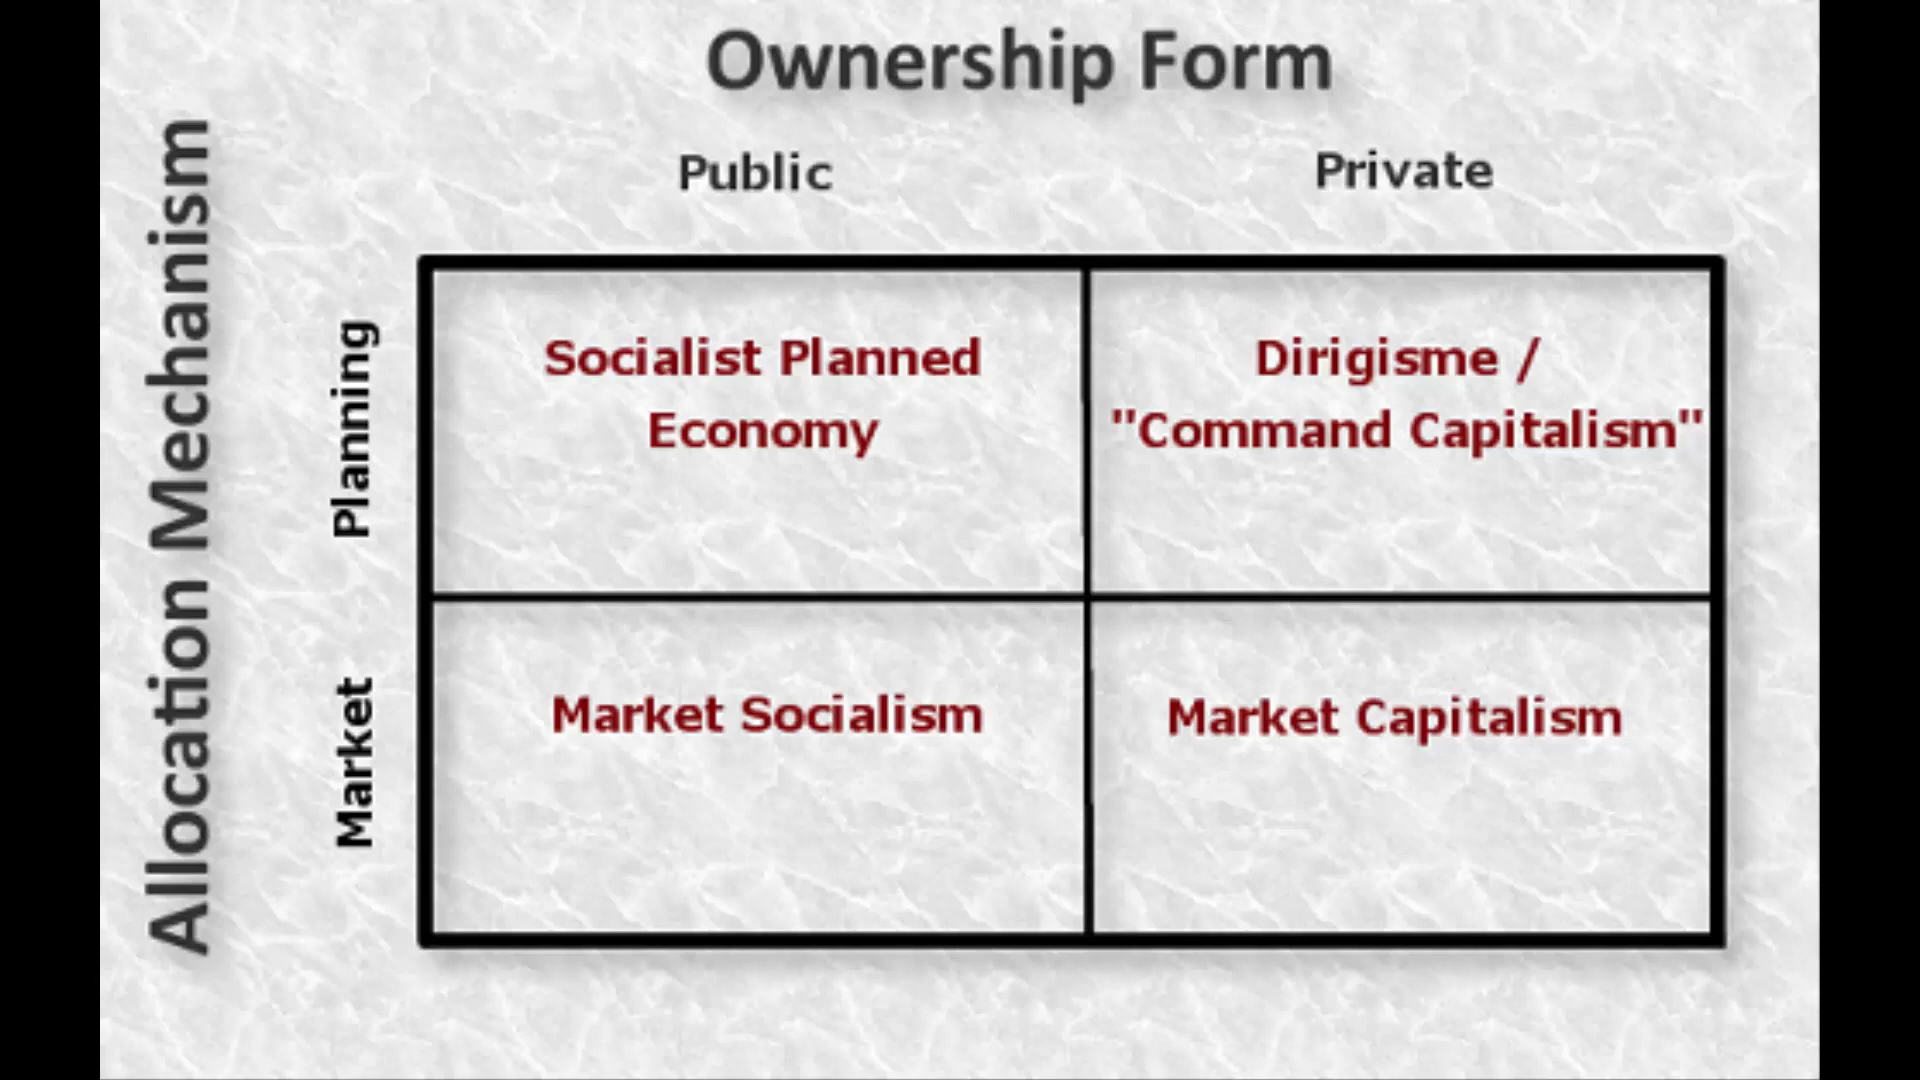 Ownership Form
Public
Private
Allocation Mechanism
Planning
Socialist Planned
Economy
Dirigisme /
"Command Capitalism"
Market
Market Socialism
Market Capitalism